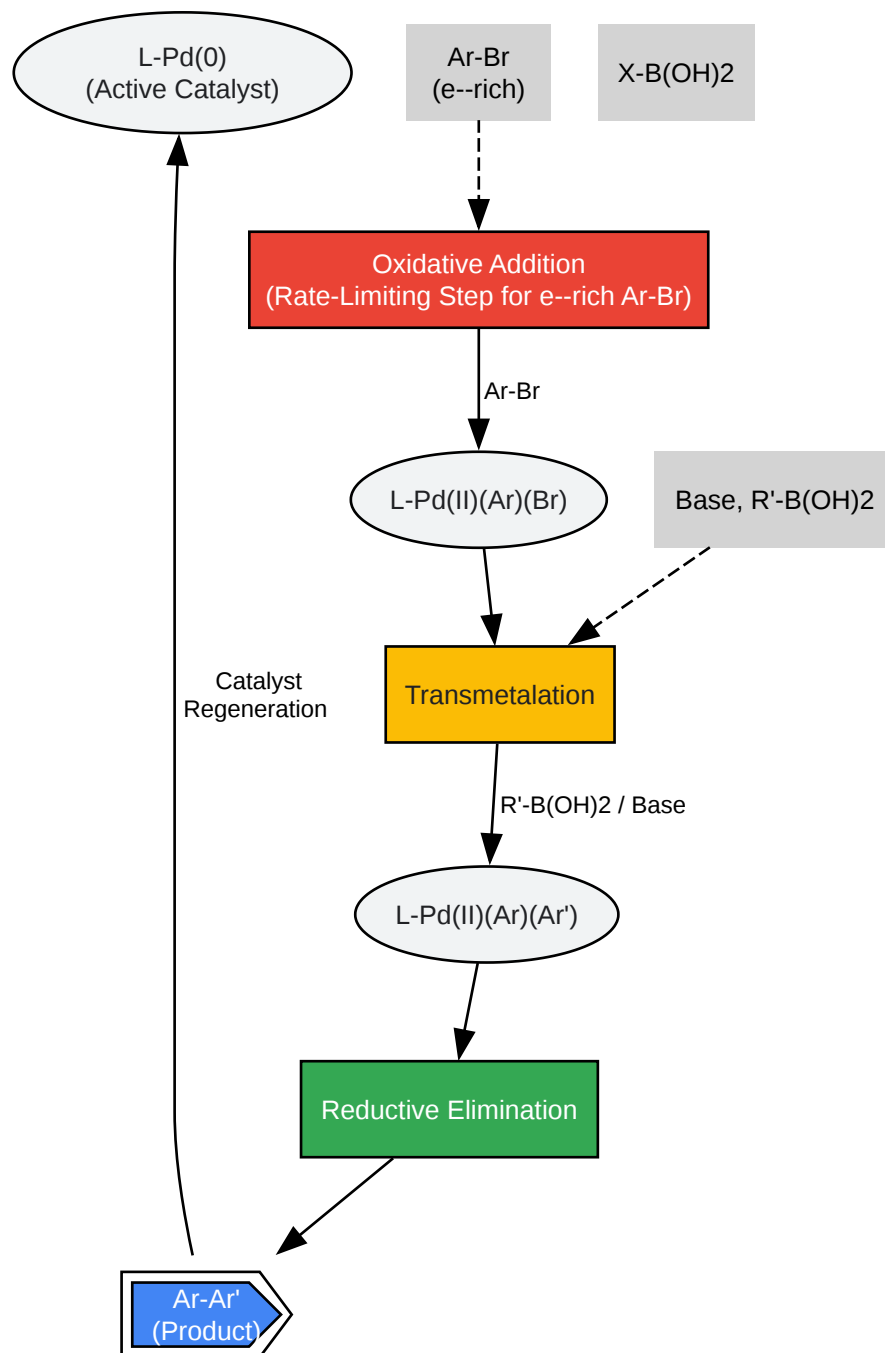 L-Pd(0)
(Active Catalyst)
Ar-Br
(e--rich)
X-B(OH)2
Oxidative Addition
(Rate-Limiting Step for e--rich Ar-Br)
Ar-Br
L-Pd(II)(Ar)(Br)
Base, R'-B(OH)2
Transmetalation
Catalyst
Regeneration
R'-B(OH)2 / Base
L-Pd(II)(Ar)(Ar')
Reductive Elimination
Ar-Ar'
(Product)